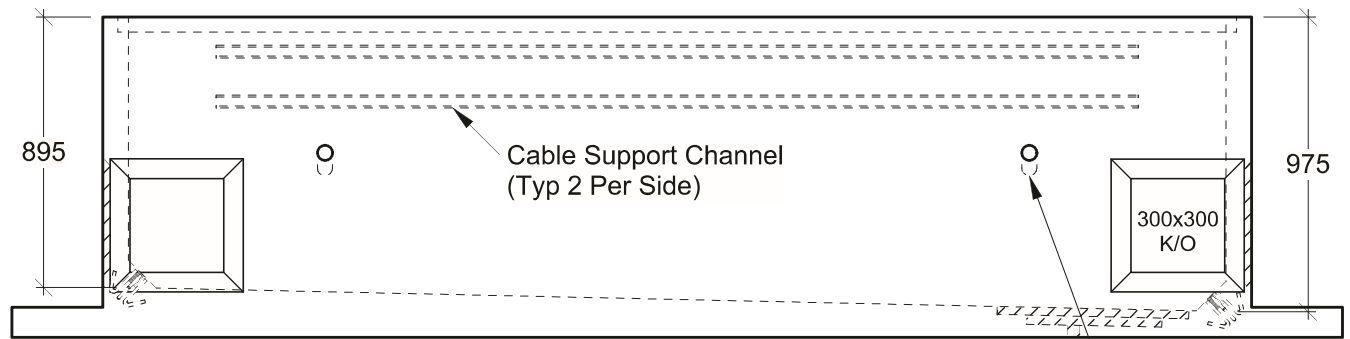 895
Cable Support Channel
(Typ 2 Per Side)
975
300x300
K/O